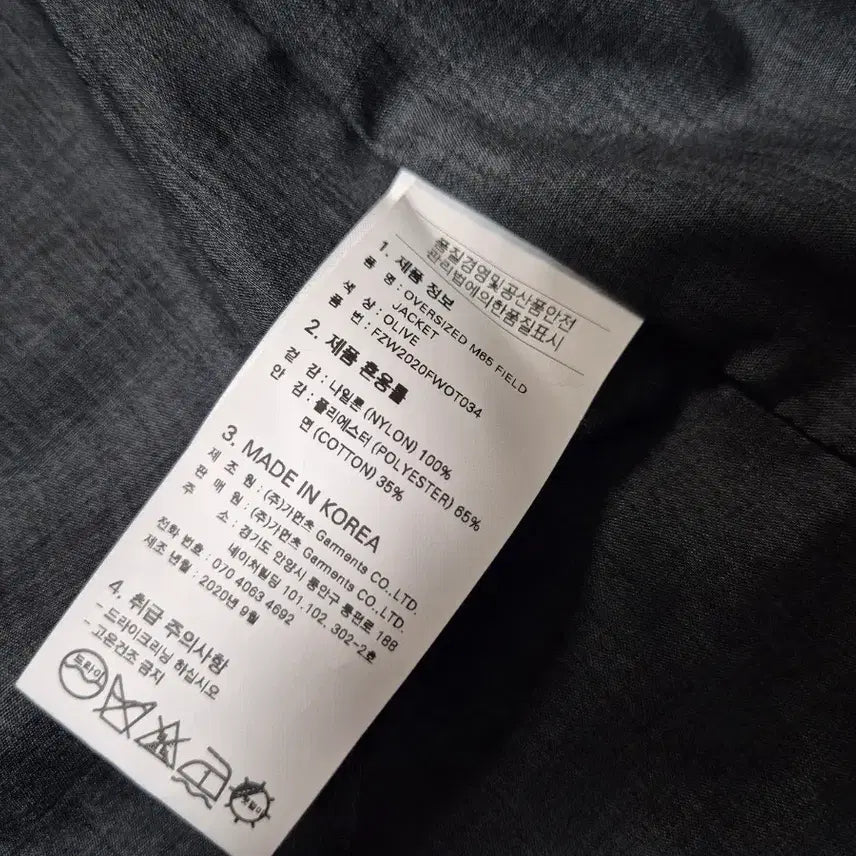 품질경영및공산품안전
관리법에의한품질표시
1. 제품 정보
품 명 : OVERSIZED M65 FIELD
JACKET
색 상 : OLIVE
품 번 : FZW2020FWOT034
2. 제품 혼용률
겉 감 : 나일론 (NYLON) 100%
안 감 : 폴리에스터 (POLYESTER) 65%
면 (COTTON) 35%
3. MADE IN KOREA
제 조 원 : (주)가먼츠 Garments CO.,LTD.
판 매 원 : (주)가먼츠 Garments CO.,LTD.
주 소 : 경기도 안양시 동안구 동편로 188
네이처빌딩 101.102. 302-2호
전화 번호 : 070 4063 4692
제조 년월 : 2020년 9월
4. 취급 주의사항
- 드라이크리닝 하십시오
- 고온건조 금지
드라이